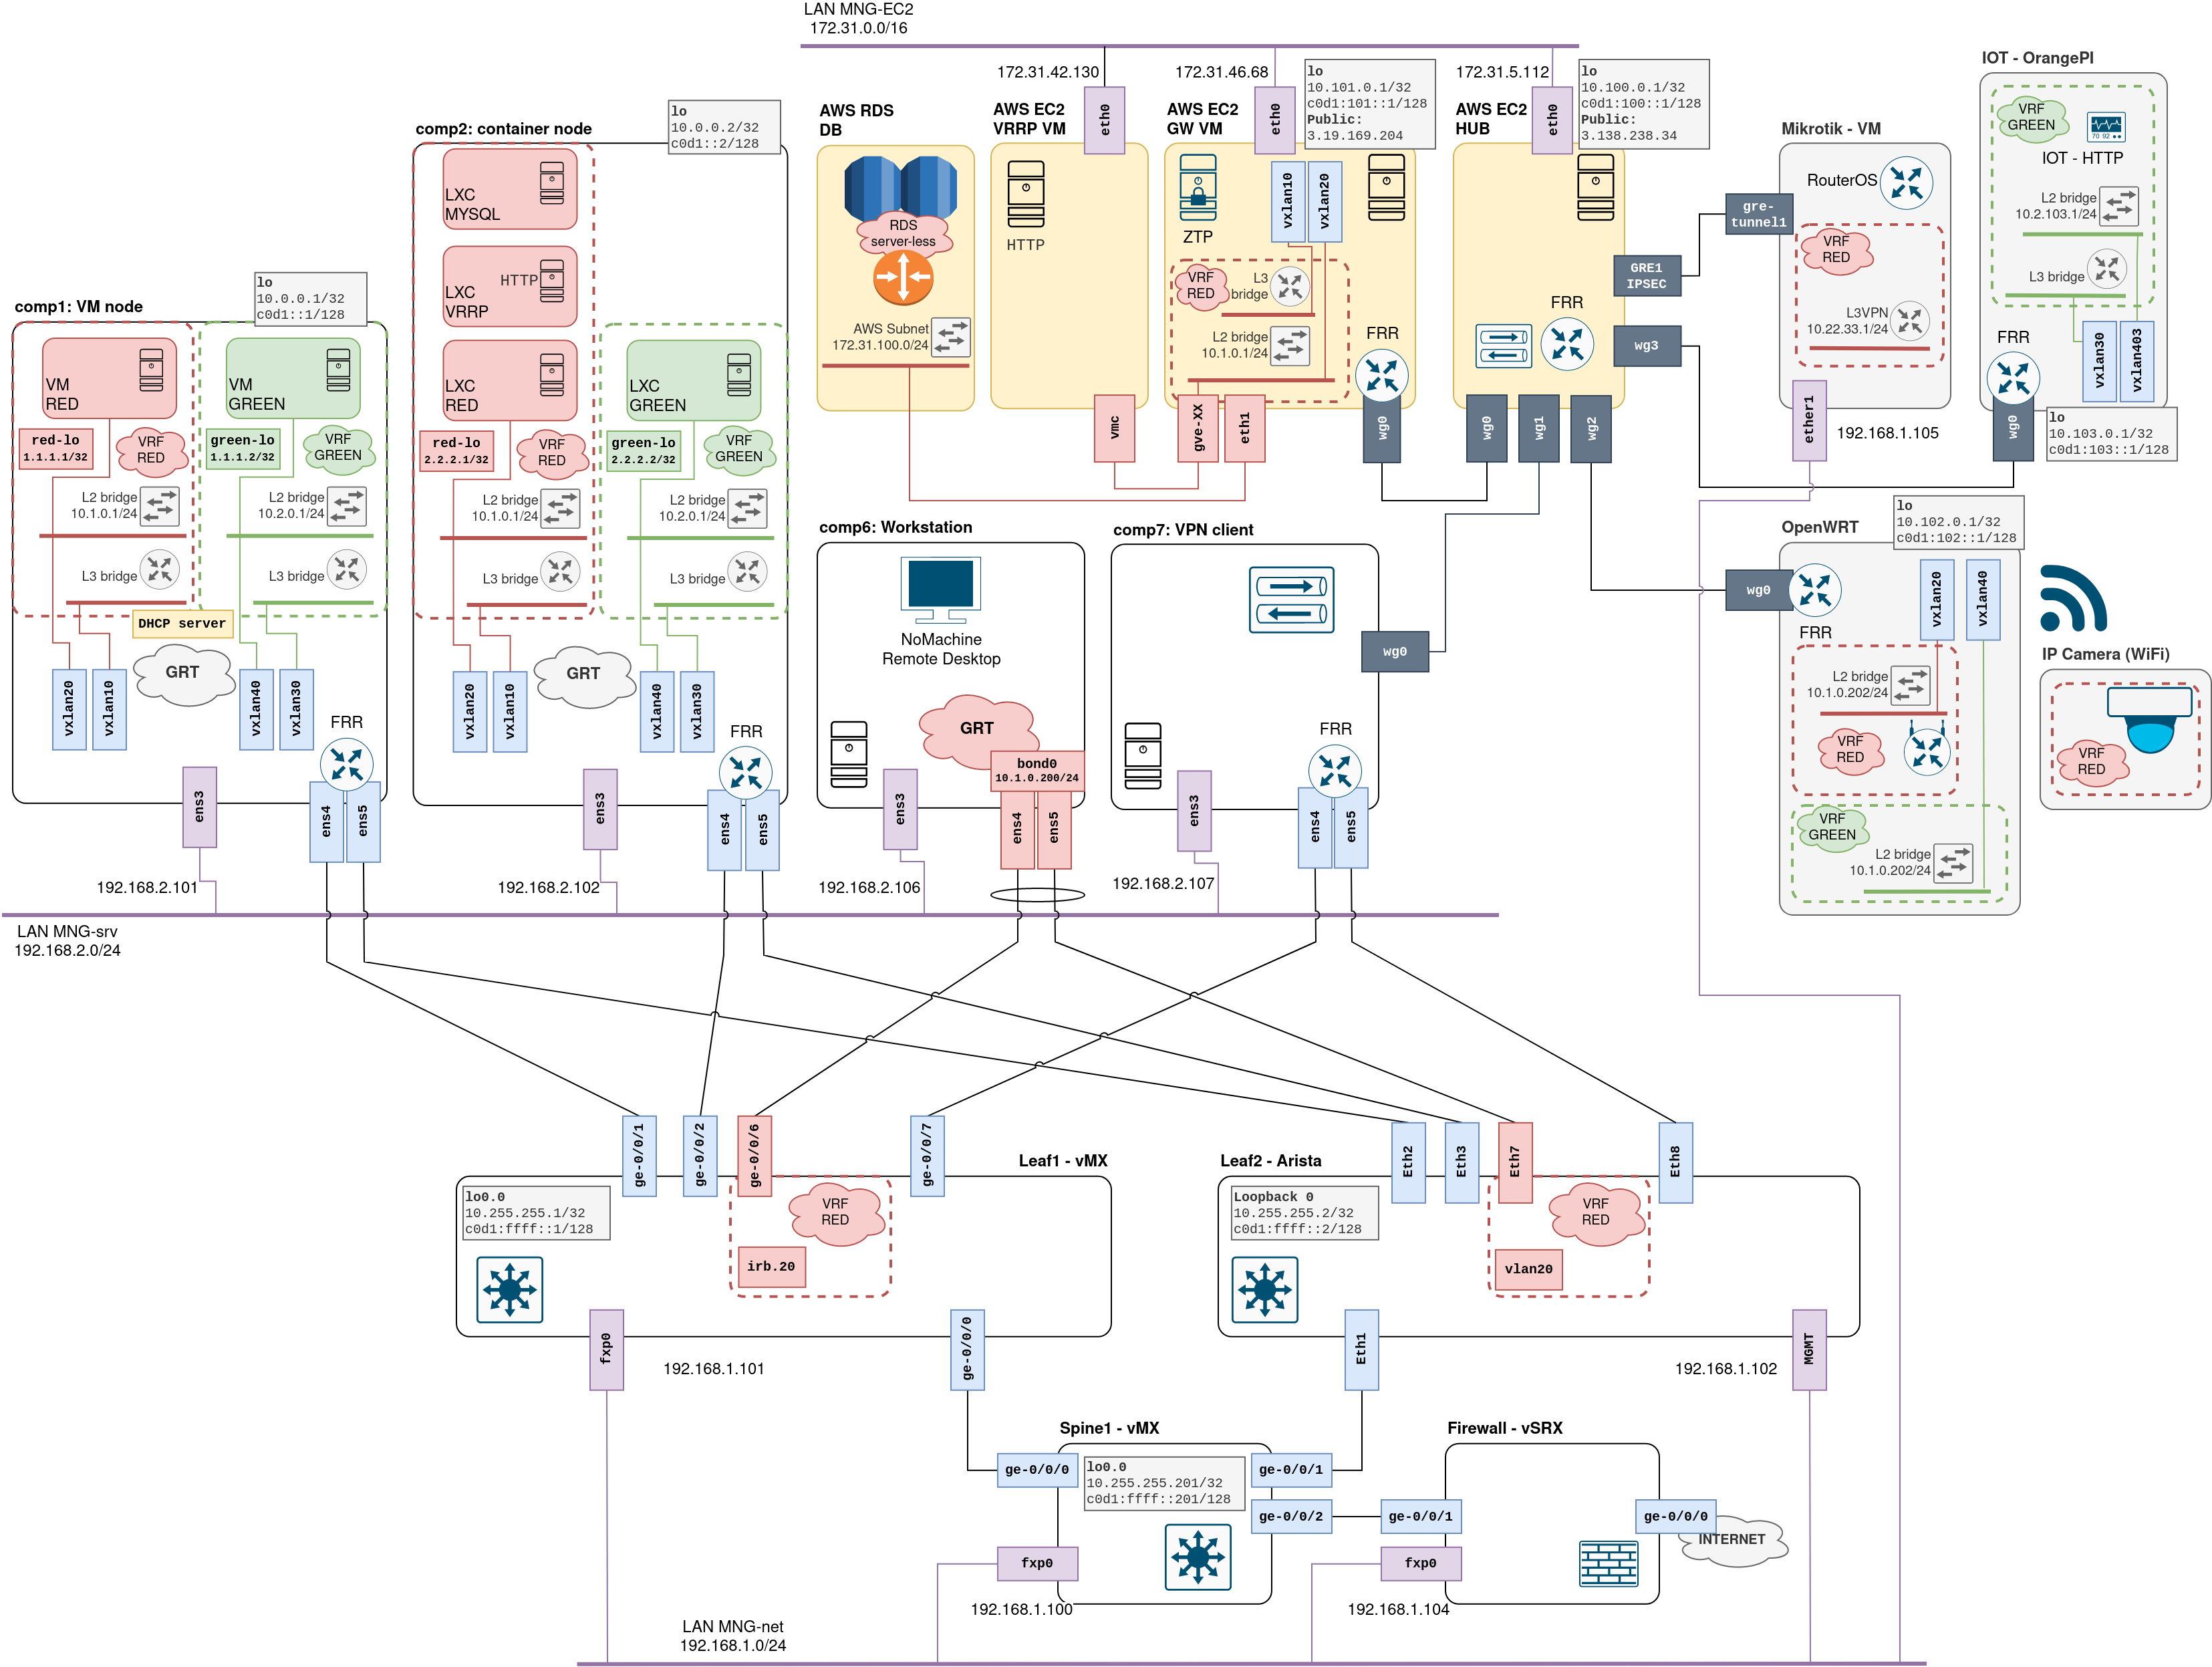 LAN MNG-EC2
172.31.0.0/16
172.31.42.130
eth0
172.31.46.68
eth0
lo
10.101.0.1/32
c0d1:101::1/128
Public:
3.19.169.204
172.31.5.112
eth0
lo
10.100.0.1/32
c0d1:100::1/128
Public:
3.138.238.34
comp1: VM node
lo
10.0.0.1/32
c0d1::1/128
VM
RED
red-lo
1.1.1.1/32
VRF
RED
L2 bridge
10.1.0.1/24
L3 bridge
VM
GREEN
green-lo
1.1.1.2/32
VRF
GREEN
L2 bridge
10.2.0.1/24
L3 bridge
DHCP server
GRT
vxlan20
vxlan10
vxlan40
vxlan30
FRR
ens3
ens4
ens5
192.168.2.101
comp2: container node
lo
10.0.0.2/32
c0d1::2/128
LXC
MYSQL
HTTP
LXC
VRRP
LXC
RED
red-lo
2.2.2.1/32
VRF
RED
L2 bridge
10.1.0.1/24
L3 bridge
LXC
GREEN
green-lo
2.2.2.2/32
VRF
GREEN
L2 bridge
10.2.0.1/24
L3 bridge
GRT
vxlan20
vxlan10
vxlan40
vxlan30
FRR
ens3
ens4
ens5
192.168.2.102
AWS RDS
DB
RDS
server-less
AWS Subnet
172.31.100.0/24
AWS EC2
VRRP VM
HTTP
vmc
AWS EC2
GW VM
ZTP
vxlan10
vxlan20
VRF
RED
L3
bridge
L2 bridge
10.1.0.1/24
FRR
gve-XX
eth1
wg0
AWS EC2
HUB
FRR
GRE1
IPSEC
wg3
wg0
wg1
wg2
Mikrotik - VM
RouterOS
gre-
tunnel1
VRF
RED
L3VPN
10.22.33.1/24
ether1
192.168.1.105
IOT - OrangePI
VRF
GREEN
70 92
IOT - HTTP
L2 bridge
10.2.103.1/24
L3 bridge
FRR
vxlan30
vxlan403
wg0
lo
10.103.0.1/32
c0d1:103::1/128
comp6: Workstation
NoMachine
Remote Desktop
GRT
bond0
10.1.0.200/24
ens3
ens4
ens5
192.168.2.106
comp7: VPN client
wg0
FRR
ens3
ens4
ens5
192.168.2.107
OpenWRT
lo
10.102.0.1/32
c0d1:102::1/128
wg0
FRR
vxlan20
vxlan40
L2 bridge
10.1.0.202/24
VRF
RED
VRF
GREEN
L2 bridge
10.1.0.202/24
IP Camera (WiFi)
VRF
RED
LAN MNG-srv
192.168.2.0/24
ge-0/0/1
ge-0/0/2
ge-0/0/6
ge-0/0/7
Leaf1 - vMX
lo0.0
10.255.255.1/32
c0d1:ffff::1/128
VRF
RED
irb.20
fxp0
192.168.1.101
ge-0/0/0
Leaf2 - Arista
Eth2
Eth3
Eth7
Eth8
Loopback 0
10.255.255.2/32
c0d1:ffff::2/128
VRF
RED
vlan20
Eth1
192.168.1.102
MGMT
Spine1 - vMX
ge-0/0/0
lo0.0
10.255.255.201/32
c0d1:ffff::201/128
ge-0/0/1
ge-0/0/2
fxp0
192.168.1.100
Firewall - vSRX
ge-0/0/1
ge-0/0/0
INTERNET
fxp0
192.168.1.104
LAN MNG-net
192.168.1.0/24